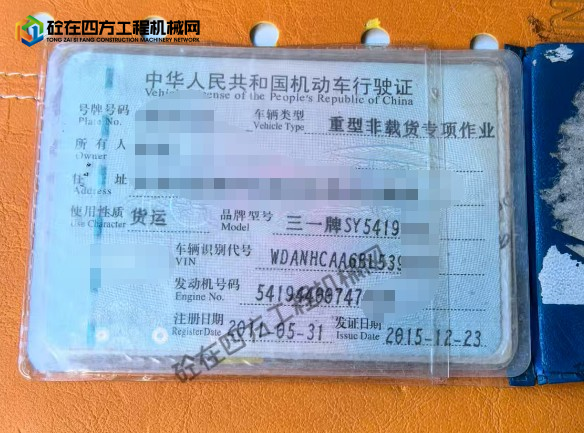 砼在四方工程机械网
TONG ZAI SI YANG CONSTRUCTION MACHINERY NETWORK
中华人民共和国机动车行驶证
Vehicle License of the People's Republic of China
号牌号码 车辆类型 重型非载货专项作业
Plate No. Vehicle Type
所有人
Owner
住址
Address
使用性质 货运 品牌型号 三一牌SY5419
Use Character Model
车辆识别代号 WDANHCAA6BL539
VIN
发动机号码 54194400747
Engine No.
注册日期 2011-05-31 发证日期 2015-12-23
Register Date Issue Date
砼在四方工程机械网